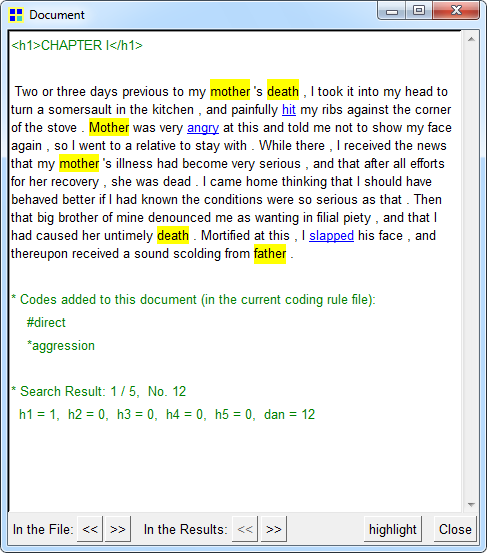 Document
<h1>CHAPTER I</h1>
Two or three days previous to my mother 's death , I took it into my head to
turn a somersault in the kitchen , and painfully hit my ribs against the corner
of the stove . Mother was very angry at this and told me not to show my face
again , so I went to a relative to stay with . While there , I received the news
that my mother 's illness had become very serious , and that after all efforts
for her recovery , she was dead . I came home thinking that I should have
behaved better if I had known the conditions were so serious as that . Then
that big brother of mine denounced me as wanting in filial piety , and that I
had caused her untimely death . Mortified at this , I slapped his face , and
thereupon received a sound scolding from father .
* Codes added to this document (in the current coding rule file):
#direct
*aggression
* Search Result: 1 / 5, No. 12
h1 = 1, h2 = 0, h3 = 0, h4 = 0, h5 = 0, dan = 12
In the File: << >> In the Results: << >> highlight Close